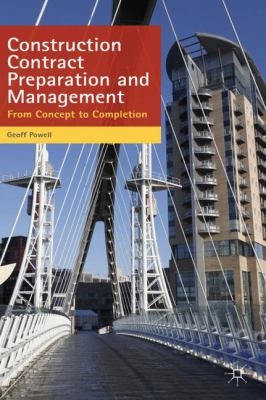 Construction
Contract
Preparation and
Management
From Concept to Completion
Geoff Powell